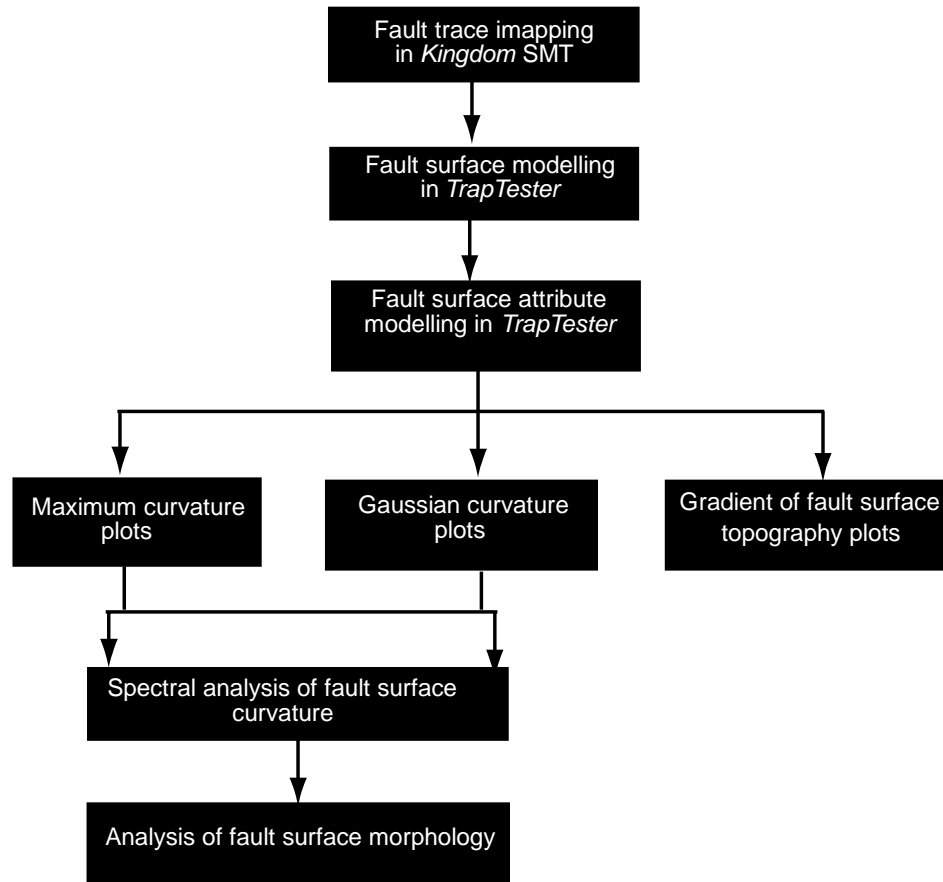 Fault trace imapping
in Kingdom SMT
Fault surface modelling
in TrapTester
Fault surface attribute
modelling in TrapTester
Maximum curvature
plots
Gaussian curvature
plots
Gradient of fault surface
topography plots
Spectral analysis of fault surface
curvature
Analysis of fault surface morphology